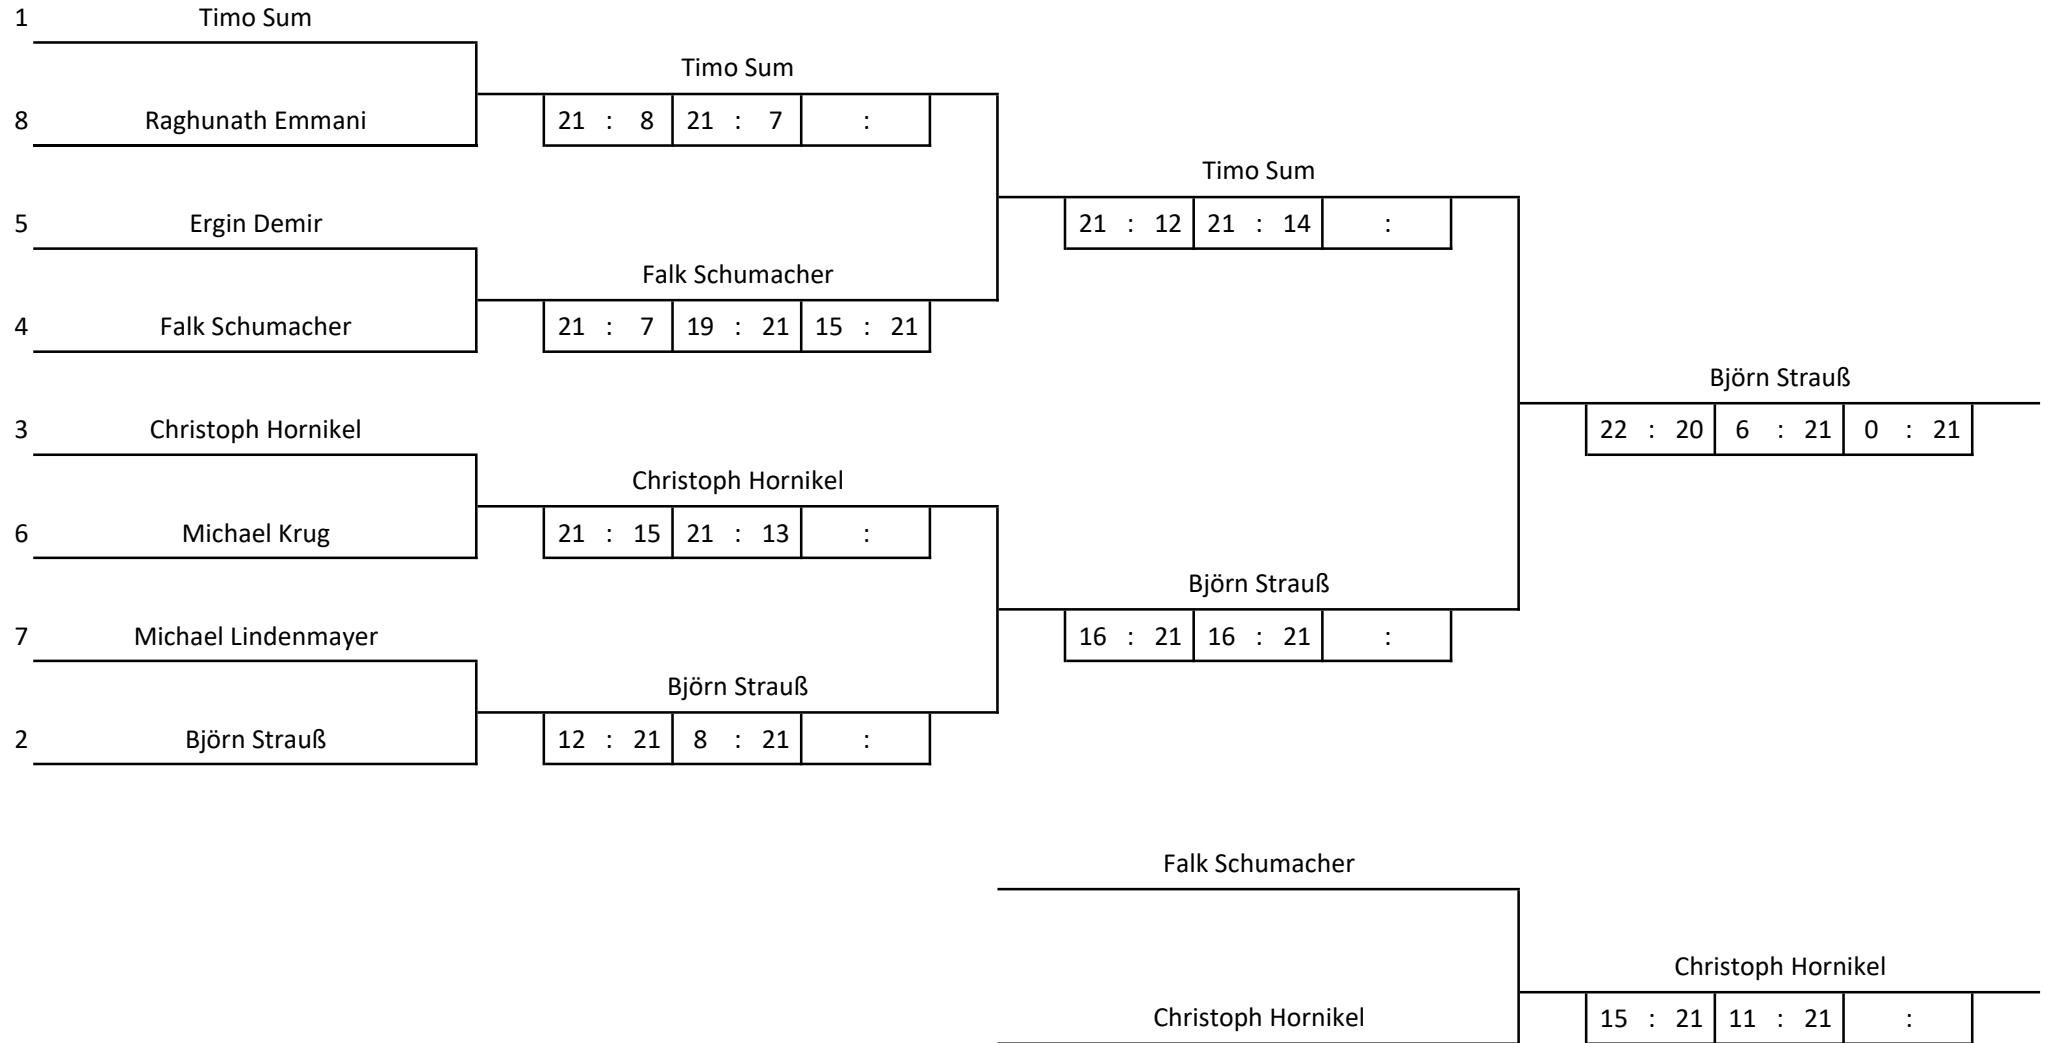 1 Timo Sum
Timo Sum
8 Raghunath Emmani 21 : 8 21 : 7 :
Timo Sum
5 Ergin Demir 21 : 12 21 : 14 :
Falk Schumacher
4 Falk Schumacher 21 : 7 19 : 21 15 : 21
Björn Strauß
3 Christoph Hornikel 22 : 20 6 : 21 0 : 21
Christoph Hornikel
6 Michael Krug 21 : 15 21 : 13 :
Björn Strauß
7 Michael Lindenmayer 16 : 21 16 : 21 :
Björn Strauß
2 Björn Strauß 12 : 21 8 : 21 :
Falk Schumacher
Christoph Hornikel
Christoph Hornikel 15 : 21 11 : 21 :